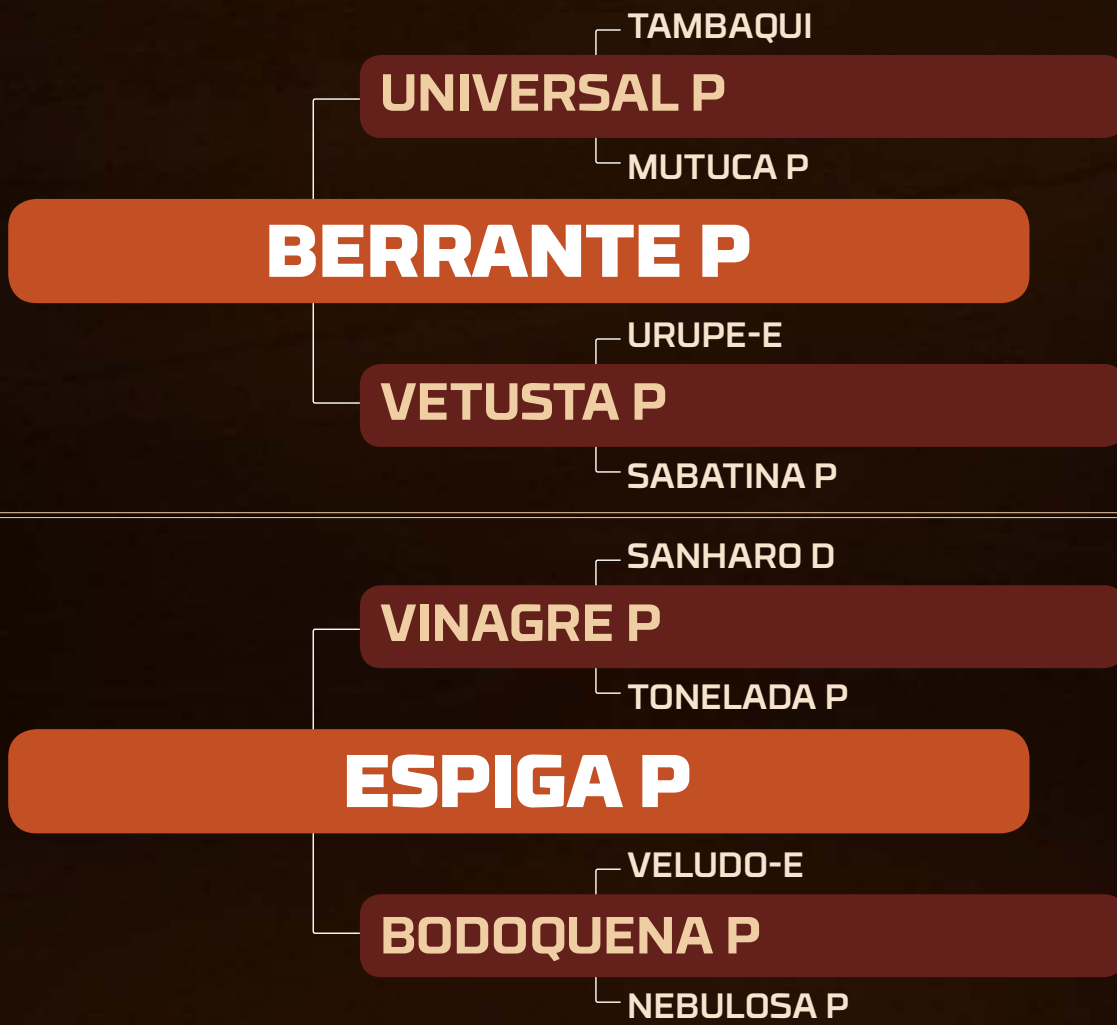 TAMBAQUI
UNIVERSAL P
MUTUCA P
BERRANTE P
URUPE-E
VETUSTA P
SABATINA P
SANHARO D
VINAGRE P
TONELADA P
ESPIGA P
VELUDO-E
BODOQUENA P
NEBULOSA P